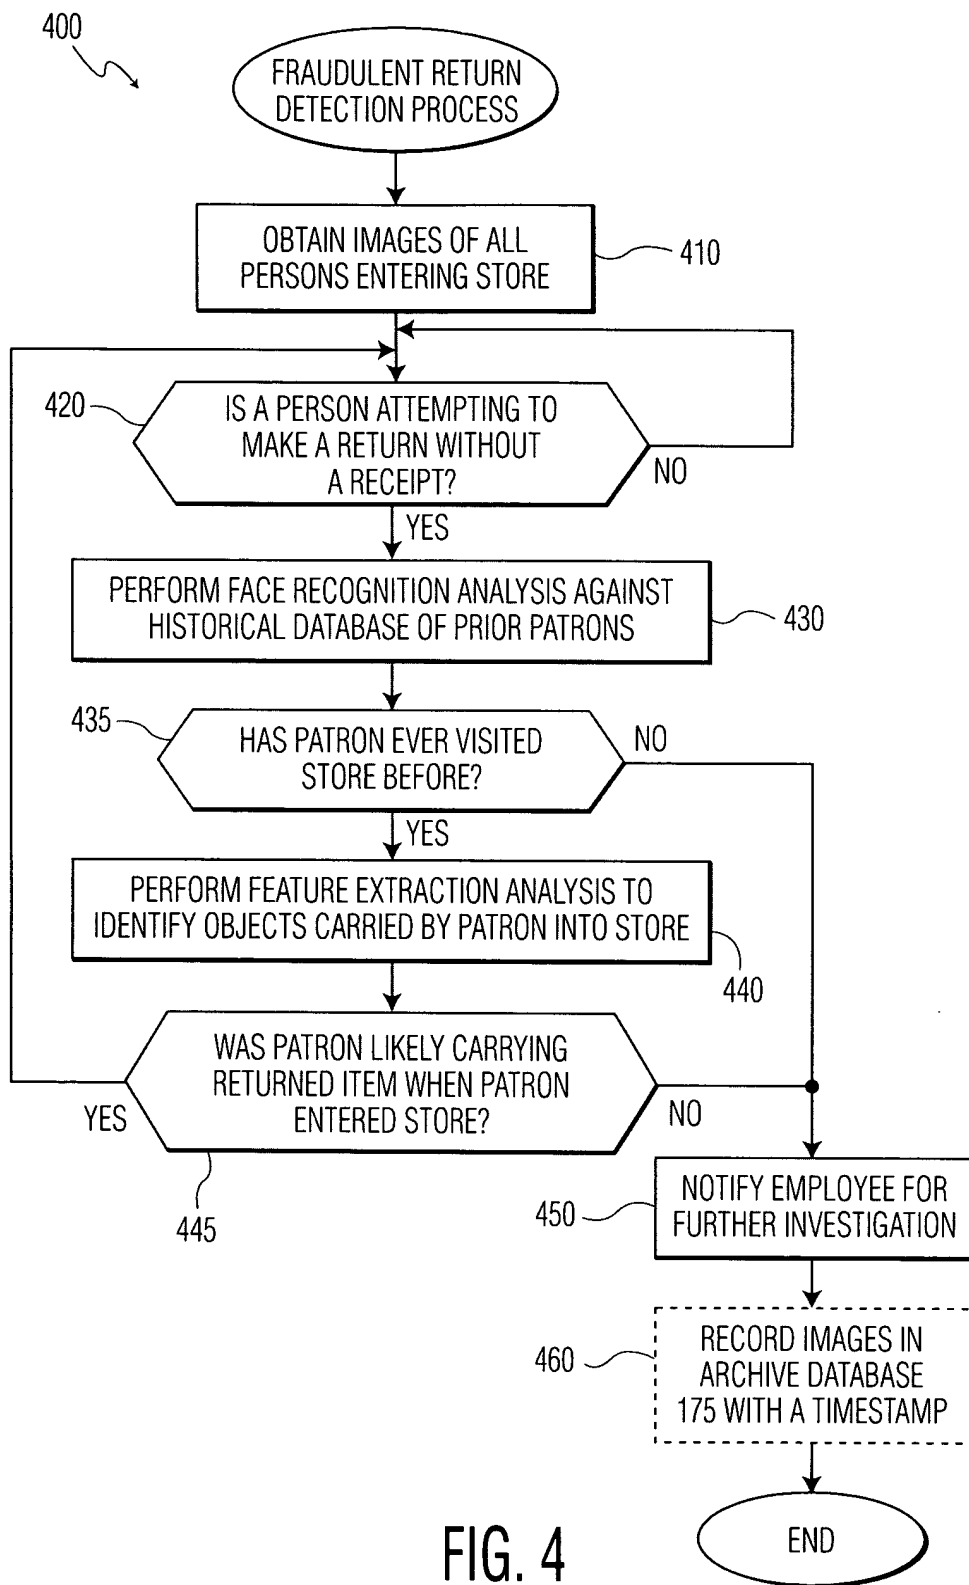 400
FRAUDULENT RETURN
DETECTION PROCESS
OBTAIN IMAGES OF ALL
PERSONS ENTERING STORE
410
420
IS A PERSON ATTEMPTING TO
MAKE A RETURN WITHOUT
A RECEIPT?
NO
YES
PERFORM FACE RECOGNITION ANALYSIS AGAINST
HISTORICAL DATABASE OF PRIOR PATRONS
430
435
HAS PATRON EVER VISITED
STORE BEFORE?
NO
YES
PERFORM FEATURE EXTRACTION ANALYSIS TO
IDENTIFY OBJECTS CARRIED BY PATRON INTO STORE
440
WAS PATRON LIKELY CARRYING
RETURNED ITEM WHEN PATRON
ENTERED STORE?
YES
NO
445
450
NOTIFY EMPLOYEE FOR
FURTHER INVESTIGATION
460
RECORD IMAGES IN
ARCHIVE DATABASE
175 WITH A TIMESTAMP
END
FIG. 4